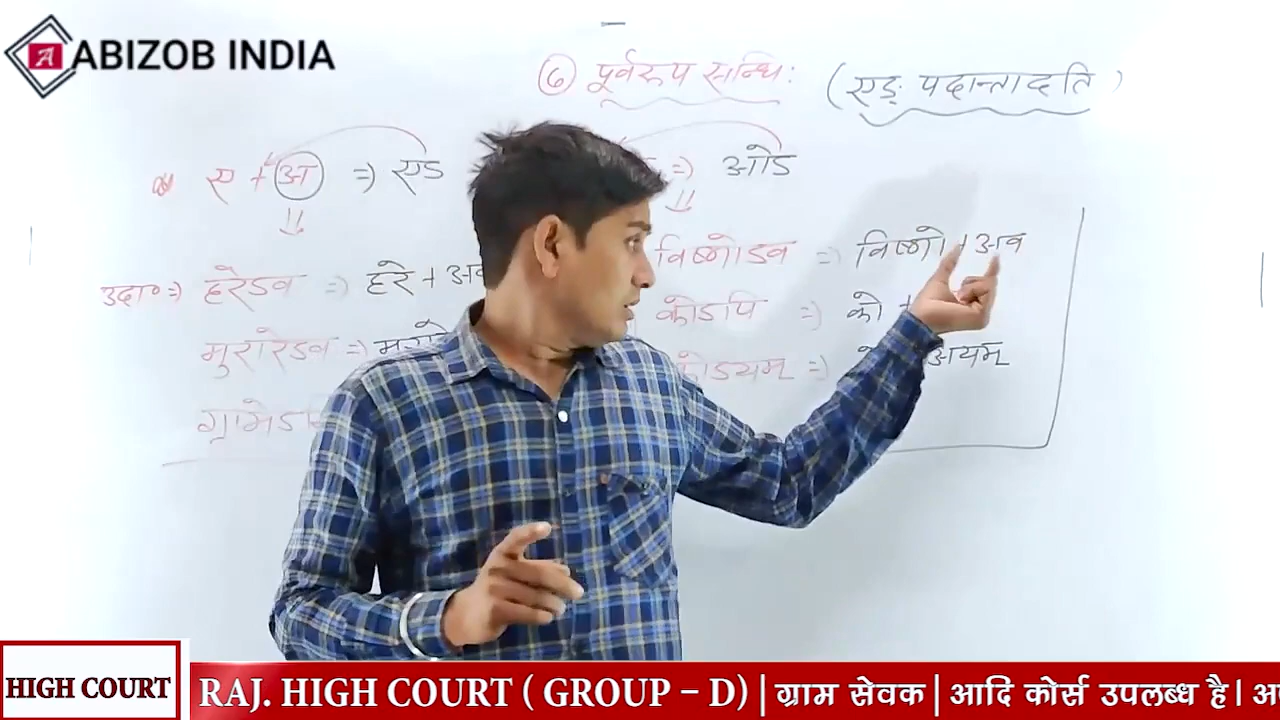 ABIZOB INDIA
⑥ पूर्वरूप सन्धिः (एङ् पदान्तादति)
ए + अ => एऽ => ओऽ
उदा० => हरेऽव => हरे + अव विष्णोऽव => विष्णो + अव
मुरारेऽव => कोऽपि => को +
ग्रामेऽ कोऽयम् => अयम्
HIGH COURT
RAJ. HIGH COURT ( GROUP – D) | ग्राम सेवक | आदि कोर्स उपलब्ध है।